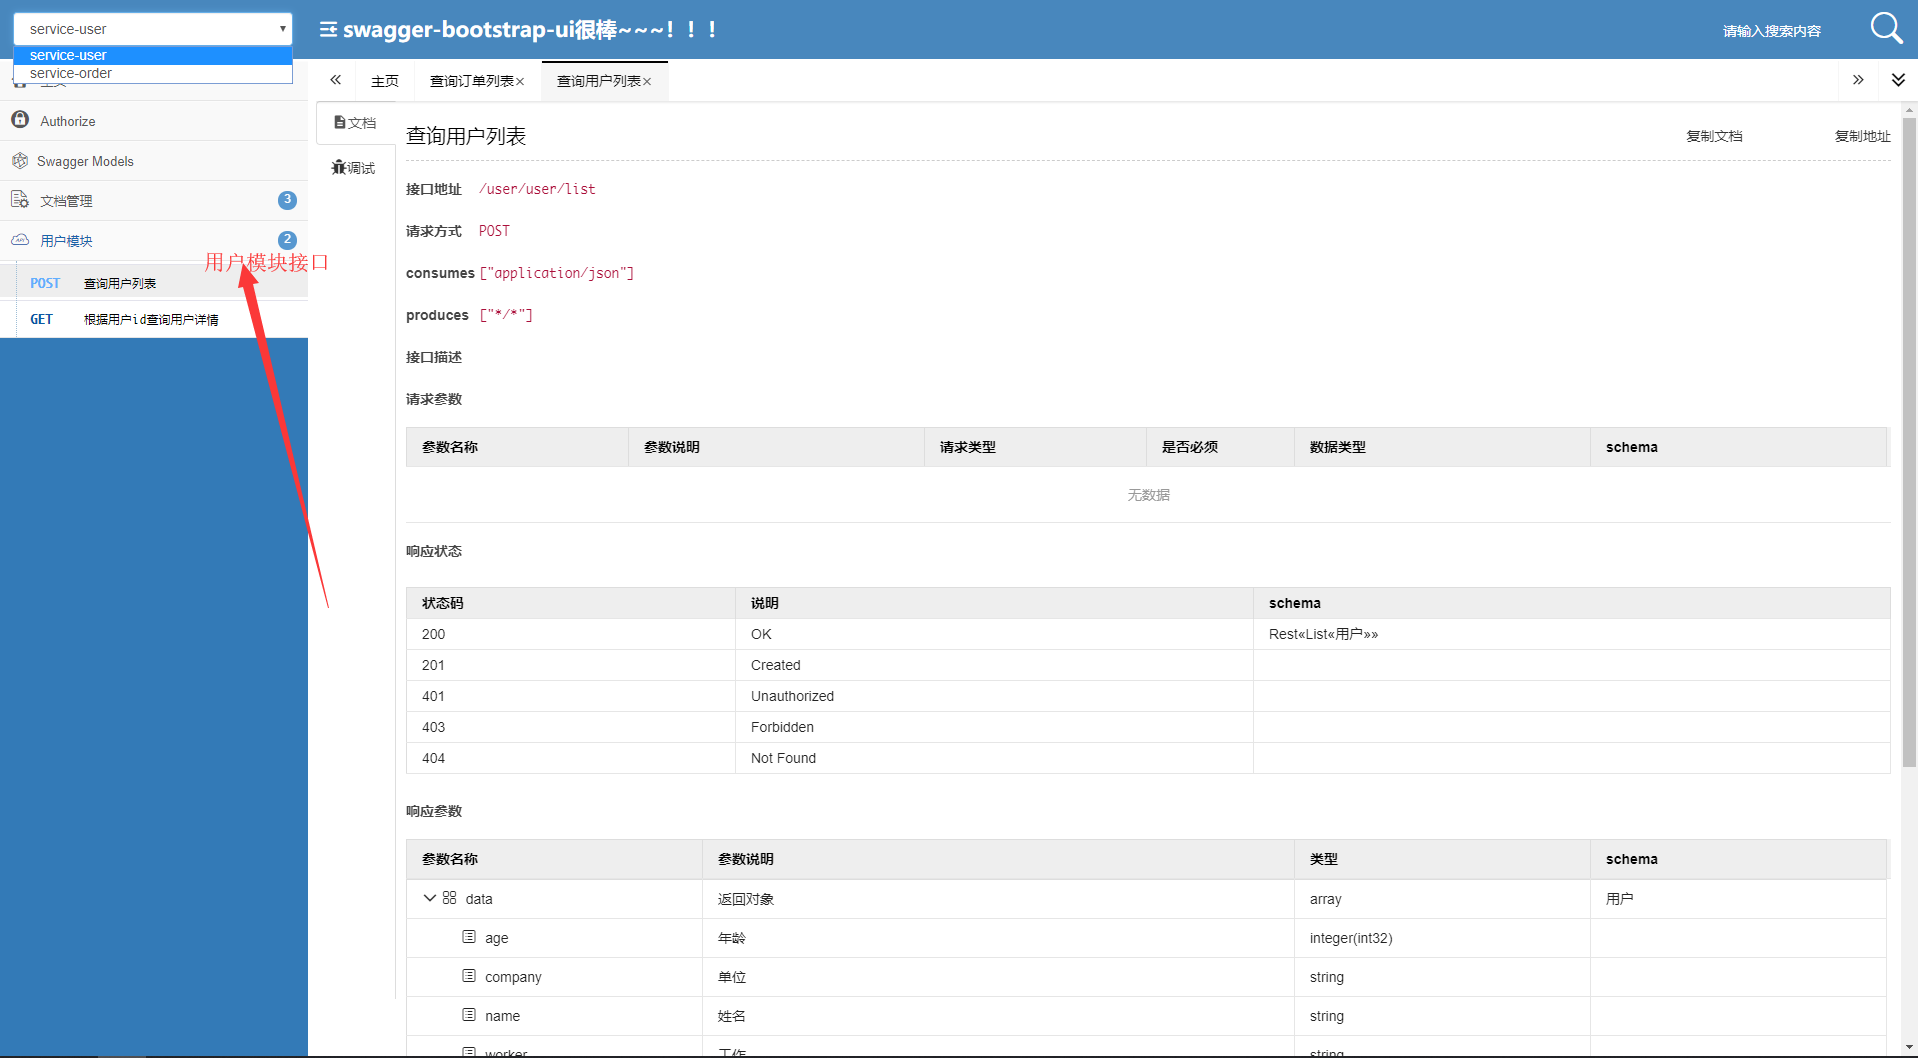 service-user
service-user
service-order
swagger-bootstrap-ui很棒~~~！！！
请输入搜索内容
主页
查询订单列表×
查询用户列表×
Authorize
Swagger Models
文档管理
3
用户模块
2
用户模块接口
POST 查询用户列表
GET 根据用户id查询用户详情
文档
调试
查询用户列表
复制文档
复制地址
接口地址 /user/user/list
请求方式 POST
consumes ["application/json"]
produces ["*/*"]
接口描述
请求参数
参数名称 参数说明 请求类型 是否必须 数据类型 schema
无数据
响应状态
状态码 说明 schema
200 OK Rest«List«用户»»
201 Created
401 Unauthorized
403 Forbidden
404 Not Found
响应参数
参数名称 参数说明 类型 schema
data 返回对象 array 用户
age 年龄 integer(int32)
company 单位 string
name 姓名 string
worker 工作 string